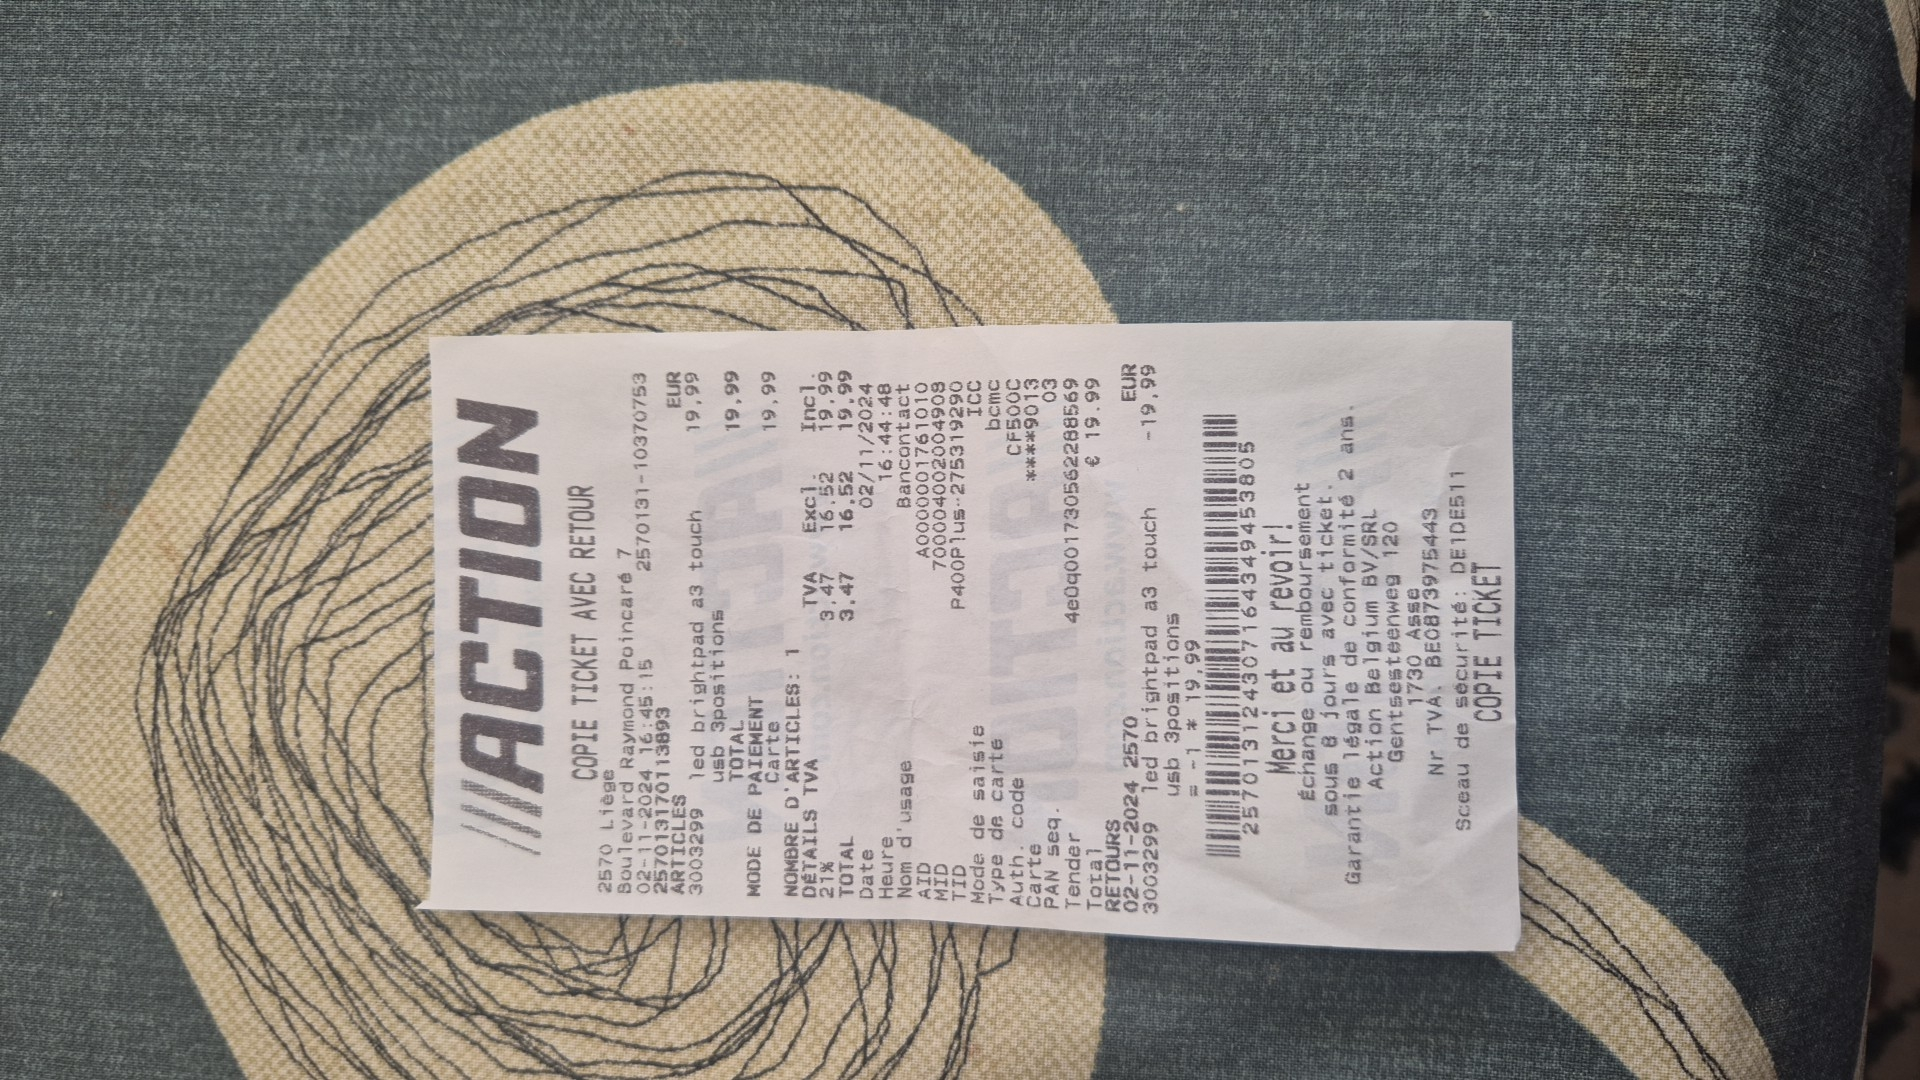 ACTION
COPIE TICKET AVEC RETOUR
2570 Liège
Boulevard Raymond Poincaré 7
02-11-2024 16:45:15 2570131-10370753
2570131701138​93
ARTICLES EUR
3003299 led brightpad a3 touch 19,99
usb 3positions
TOTAL 19,99
MODE DE PAIEMENT
Carte 19,99
NOMBRE D'ARTICLES: 1
DÉTAILS TVA TVA Excl. Incl.
21% 3.47 16.52 19,99
TOTAL 3.47 16.52 19,99
Date 02/11/2024
Heure 16:44:48
Nom d'usage Bancontact
AID A0000001761010
MID 700004002004908
TID P400Plus-275319290
Mode de saisie ICC
Type de carte bcmc
Auth. code CF500C
Carte ****9013
PAN seq. 03
Tender 4e0q001730562288569
Total € 19.99
RETOURS
02-11-2024 2570 EUR
3003299 led brightpad a3 touch -19,99
usb 3positions
= -1 * 19,99
257013124307164349453805
Merci et au revoir!
Échange ou remboursement
sous 8 jours avec ticket.
Garantie légale de conformité 2 ans.
Action Belgium BV/SRL
Gentsesteenweg 120
1730 Asse
Nr TVA. BE0873975443
Sceau de sécurité: DE1DE511
COPIE TICKET